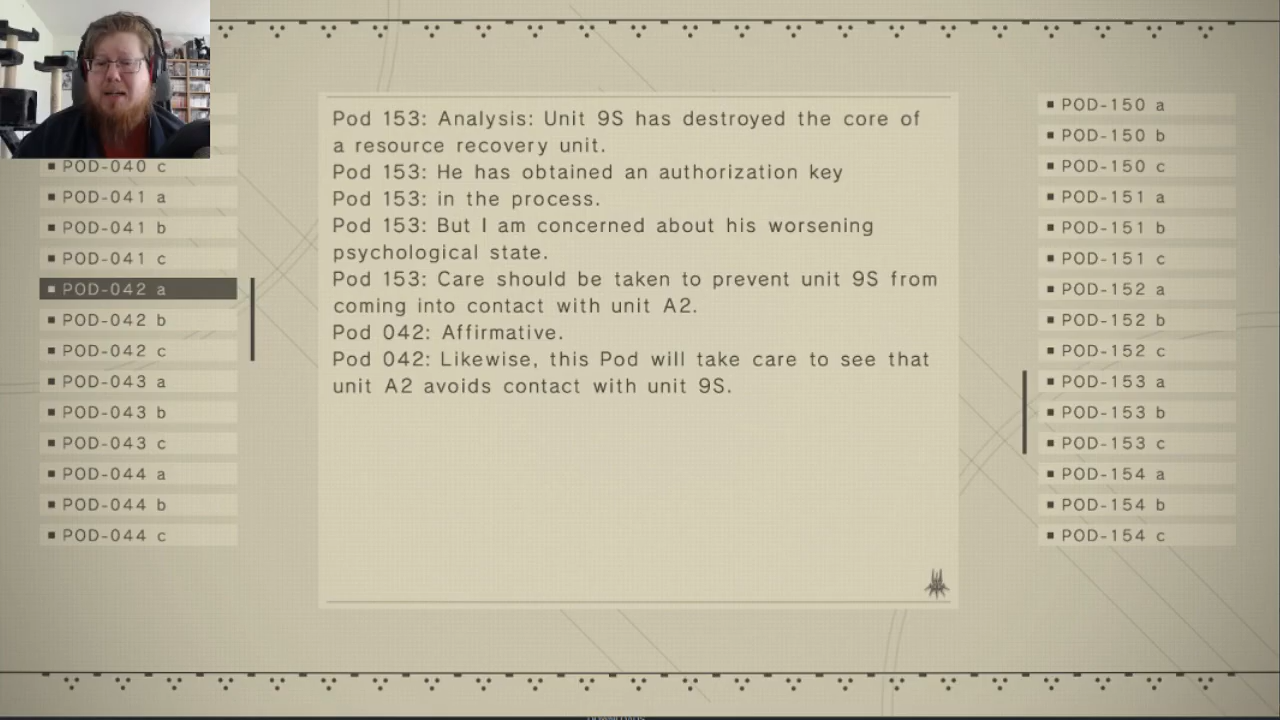 POD-040 c
POD-041 a
POD-041 b
POD-041 c
POD-042 a
POD-042 b
POD-042 c
POD-043 a
POD-043 b
POD-043 c
POD-044 a
POD-044 b
POD-044 c
Pod 153: Analysis: Unit 9S has destroyed the core of
a resource recovery unit.
Pod 153: He has obtained an authorization key
Pod 153: in the process.
Pod 153: But I am concerned about his worsening
psychological state.
Pod 153: Care should be taken to prevent unit 9S from
coming into contact with unit A2.
Pod 042: Affirmative.
Pod 042: Likewise, this Pod will take care to see that
unit A2 avoids contact with unit 9S.
POD-150 a
POD-150 b
POD-150 c
POD-151 a
POD-151 b
POD-151 c
POD-152 a
POD-152 b
POD-152 c
POD-153 a
POD-153 b
POD-153 c
POD-154 a
POD-154 b
POD-154 c